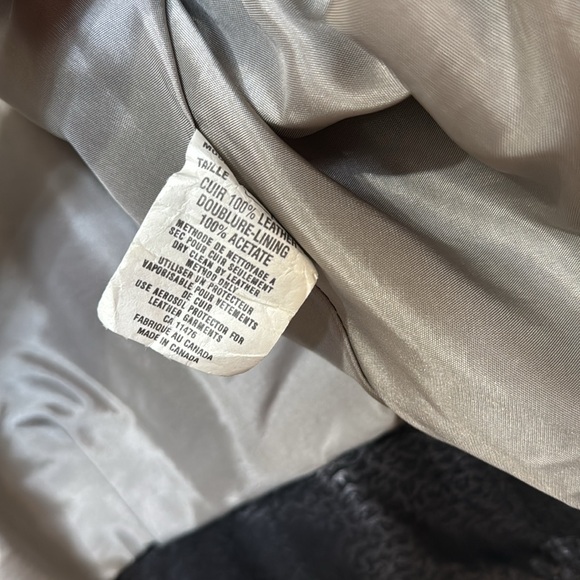 TAILLE
CUIR 100% LEATHER
DOUBLURE-LINING
100% ACETATE
METHODE DE NETTOYAGE A
SEC POUR CUIR SEULEMENT
DRY CLEAN BY LEATHER
METHOD ONLY
UTILISER UN PROTECTEUR
VAPORISABLE POUR VETEMENTS
DE CUIR
USE AEROSOL PROTECTOR FOR
LEATHER GARMENTS
CA 11476
FABRIQUE AU CANADA
MADE IN CANADA